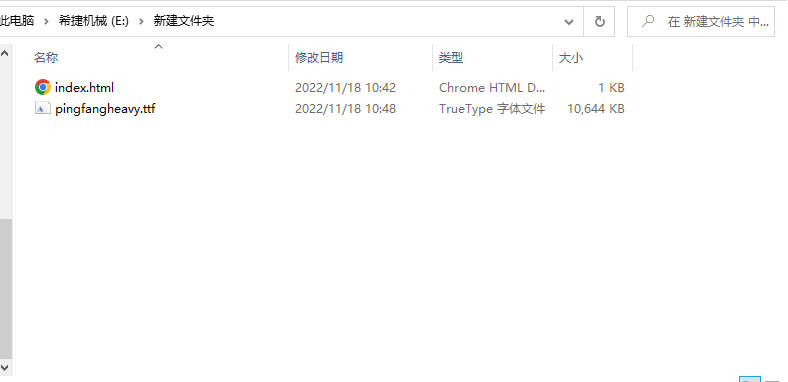 此电脑 > 希捷机械 (E:) > 新建文件夹
在 新建文件夹 中...
名称 修改日期 类型 大小
index.html 2022/11/18 10:42 Chrome HTML D... 1 KB
pingfangheavy.ttf 2022/11/18 10:48 TrueType 字体文件 10,644 KB